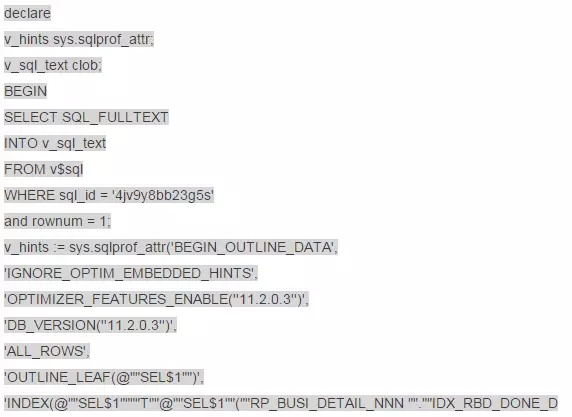 declare
v_hints sys.sqlprof_attr;
v_sql_text clob;
BEGIN
SELECT SQL_FULLTEXT
INTO v_sql_text
FROM v$sql
WHERE sql_id = '4jv9y8bb23g5s'
and rownum = 1;
v_hints := sys.sqlprof_attr('BEGIN_OUTLINE_DATA',
'IGNORE_OPTIM_EMBEDDED_HINTS',
'OPTIMIZER_FEATURES_ENABLE(''11.2.0.3'')',
'DB_VERSION(''11.2.0.3'')',
'ALL_ROWS',
'OUTLINE_LEAF(@""SEL$1"")',
'INDEX(@""SEL$1""""T""@""SEL$1""(""RP_BUSI_DETAIL_NNN "".""IDX_RBD_DONE_D